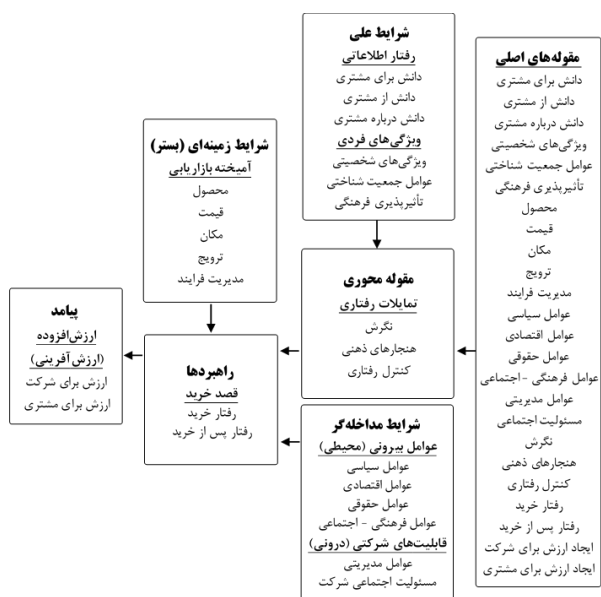 مقوله‌های اصلی
دانش برای مشتری
دانش از مشتری
دانش درباره مشتری
ویژگی‌های شخصیتی
عوامل جمعیت شناختی
تأثیرپذیری فرهنگی
محصول
قیمت
مکان
ترویج
مدیریت فرایند
عوامل سیاسی
عوامل اقتصادی
عوامل حقوقی
عوامل فرهنگی - اجتماعی
عوامل مدیریتی
مسئولیت اجتماعی
نگرش
هنجارهای ذهنی
کنترل رفتاری
رفتار خرید
رفتار پس از خرید
ایجاد ارزش برای شرکت
ایجاد ارزش برای مشتری
شرایط علی
رفتار اطلاعاتی
دانش برای مشتری
دانش از مشتری
دانش درباره مشتری
ویژگی‌های فردی
ویژگی‌های شخصیتی
عوامل جمعیت شناختی
تأثیرپذیری فرهنگی
مقوله محوری
تمایلات رفتاری
نگرش
هنجارهای ذهنی
کنترل رفتاری
شرایط مداخله‌گر
عوامل بیرونی (محیطی)
عوامل سیاسی
عوامل اقتصادی
عوامل حقوقی
عوامل فرهنگی - اجتماعی
قابلیت‌های شرکتی (درونی)
عوامل مدیریتی
مسئولیت اجتماعی شرکت
شرایط زمینه‌ای (بستر)
آمیخته بازاریابی
محصول
قیمت
مکان
ترویج
مدیریت فرایند
راهبردها
قصد خرید
رفتار خرید
رفتار پس از خرید
پیامد
ارزش‌افزوده
(ارزش‌آفرینی)
ارزش برای شرکت
ارزش برای مشتری